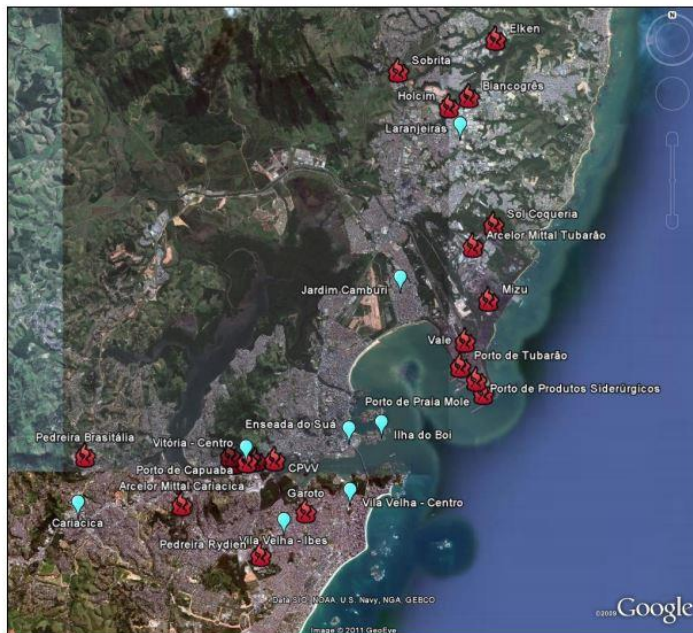 N
Elken
Sobrita
Biancogrês
Holcim
Laranjeiras
Sol Coqueria
Arcelor Mittal Tubarão
Jardim Camburi
Mizu
Vale
Porto de Tubarão
Porto de Produtos Siderúrgicos
Porto de Praia Mole
Enseada do Suá
Ilha do Boi
Pedreira Brasitália
Vitória - Centro
Porto de Capuaba
CPVV
Arcelor Mittal Cariacica
Garoto
Vila Velha - Centro
Cariacica
Pedreira Rydien
Vila Velha - Ibes
Data SIO, NOAA, U.S. Navy, NGA, GEBCO
©2009 Google
Image © 2011 GeoEye